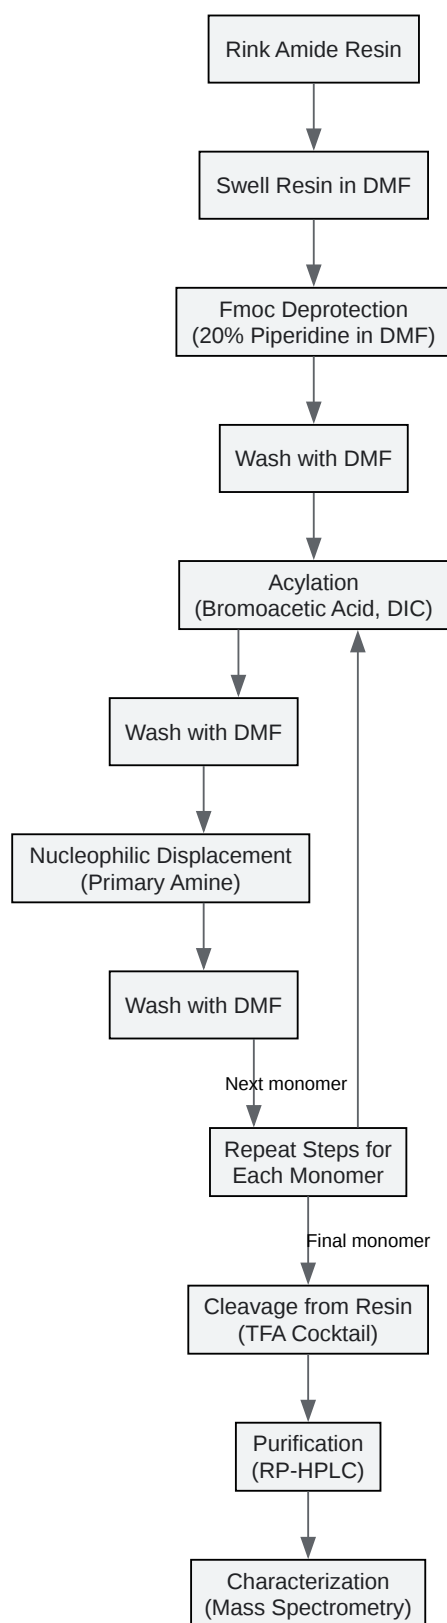 Rink Amide Resin
Swell Resin in DMF
Fmoc Deprotection
(20% Piperidine in DMF)
Wash with DMF
Acylation
(Bromoacetic Acid, DIC)
Wash with DMF
Nucleophilic Displacement
(Primary Amine)
Wash with DMF
Next monomer
Repeat Steps for
Each Monomer
Final monomer
Cleavage from Resin
(TFA Cocktail)
Purification
(RP-HPLC)
Characterization
(Mass Spectrometry)